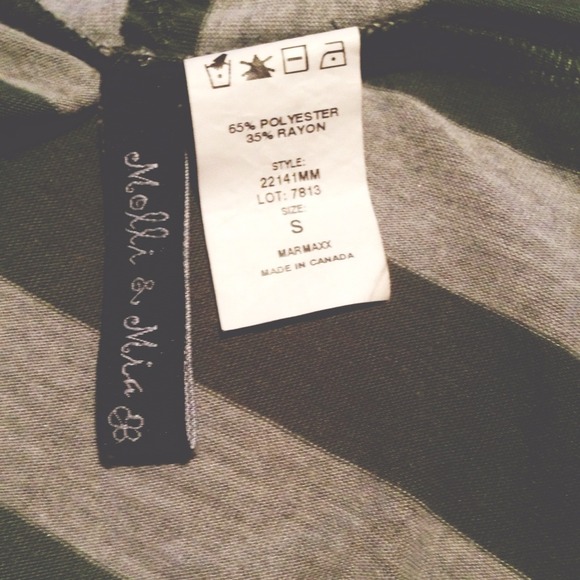 Molli & Mia
65% POLYESTER
35% RAYON
STYLE:
22141MM
LOT: 7813
SIZE:
S
MARMAXX
MADE IN CANADA